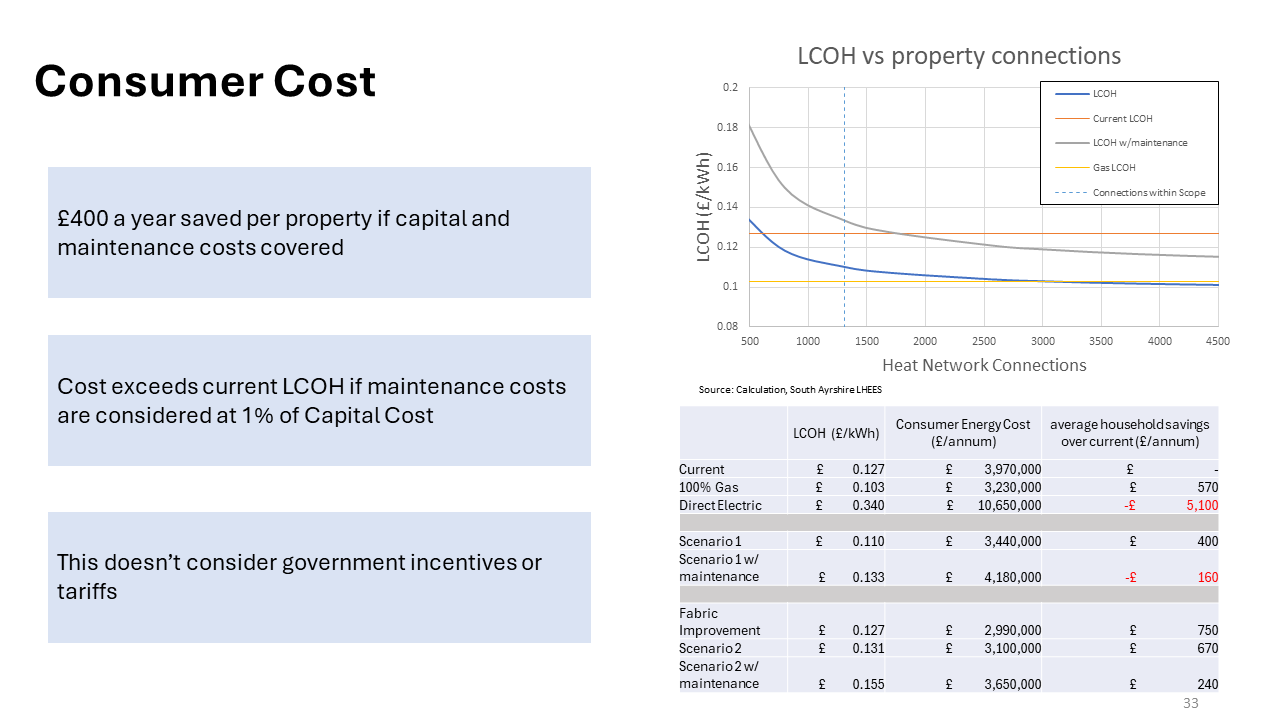 Consumer Cost
£400 a year saved per property if capital and
maintenance costs covered
Cost exceeds current LCOH if maintenance costs
are considered at 1% of Capital Cost
This doesn’t consider government incentives or
tariffs
LCOH vs property connections
LCOH (£/kWh)
0.2
0.18
0.16
0.14
0.12
0.1
0.08
500 1000 1500 2000 2500 3000 3500 4000 4500
Heat Network Connections
LCOH
Current LCOH
LCOH w/maintenance
Gas LCOH
Connections within Scope
Source: Calculation, South Ayrshire LHEES
LCOH (£/kWh) Consumer Energy Cost (£/annum) average household savings over current (£/annum)
Current £ 0.127 £ 3,970,000 £ -
100% Gas £ 0.103 £ 3,230,000 £ 570
Direct Electric £ 0.340 £ 10,650,000 -£ 5,100
Scenario 1 £ 0.110 £ 3,440,000 £ 400
Scenario 1 w/
maintenance £ 0.133 £ 4,180,000 -£ 160
Fabric
Improvement £ 0.127 £ 2,990,000 £ 750
Scenario 2 £ 0.131 £ 3,100,000 £ 670
Scenario 2 w/
maintenance £ 0.155 £ 3,650,000 £ 240
33